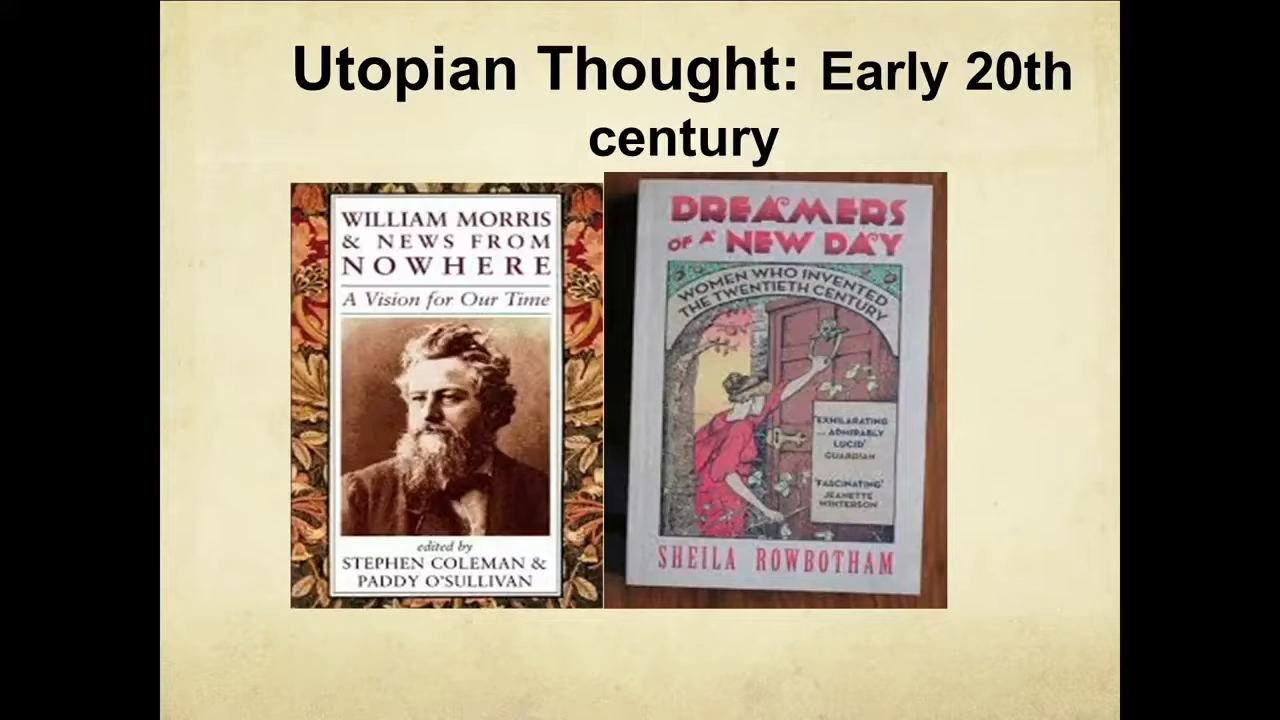 Utopian Thought: Early 20th
century
WILLIAM MORRIS
& NEWS FROM
NOWHERE
A Vision for Our Time
edited by
STEPHEN COLEMAN &
PADDY O'SULLIVAN
DREAMERS
OF A NEW DAY
WOMEN WHO INVENTED
THE TWENTIETH CENTURY
'EXHILARATING
... ADMIRABLY
LUCID'
GUARDIAN
'FASCINATING'
JEANETTE
WINTERSON
SHEILA ROWBOTHAM